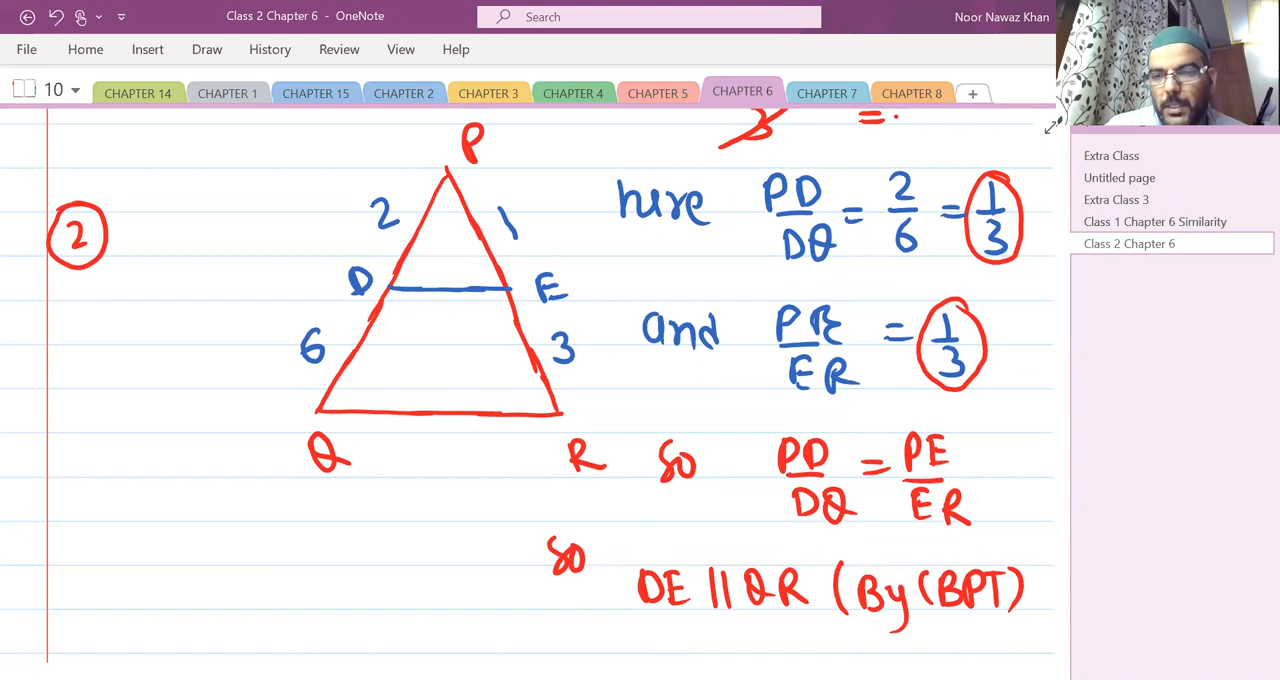 Class 2 Chapter 6 - OneNote
Search
Noor Nawaz Khan
File Home Insert Draw History Review View Help
10
CHAPTER 14 CHAPTER 1 CHAPTER 15 CHAPTER 2 CHAPTER 3 CHAPTER 4 CHAPTER 5 CHAPTER 6 CHAPTER 7 CHAPTER 8 +
Extra Class
Untitled page
Extra Class 3
Class 1 Chapter 6 Similarity
Class 2 Chapter 6
2
P
2 1
D E
6 3
Q R
here PD/DQ = 2/6 = 1/3
and PE/ER = 1/3
so PD/DQ = PE/ER
so
DE || QR (By (BPT)